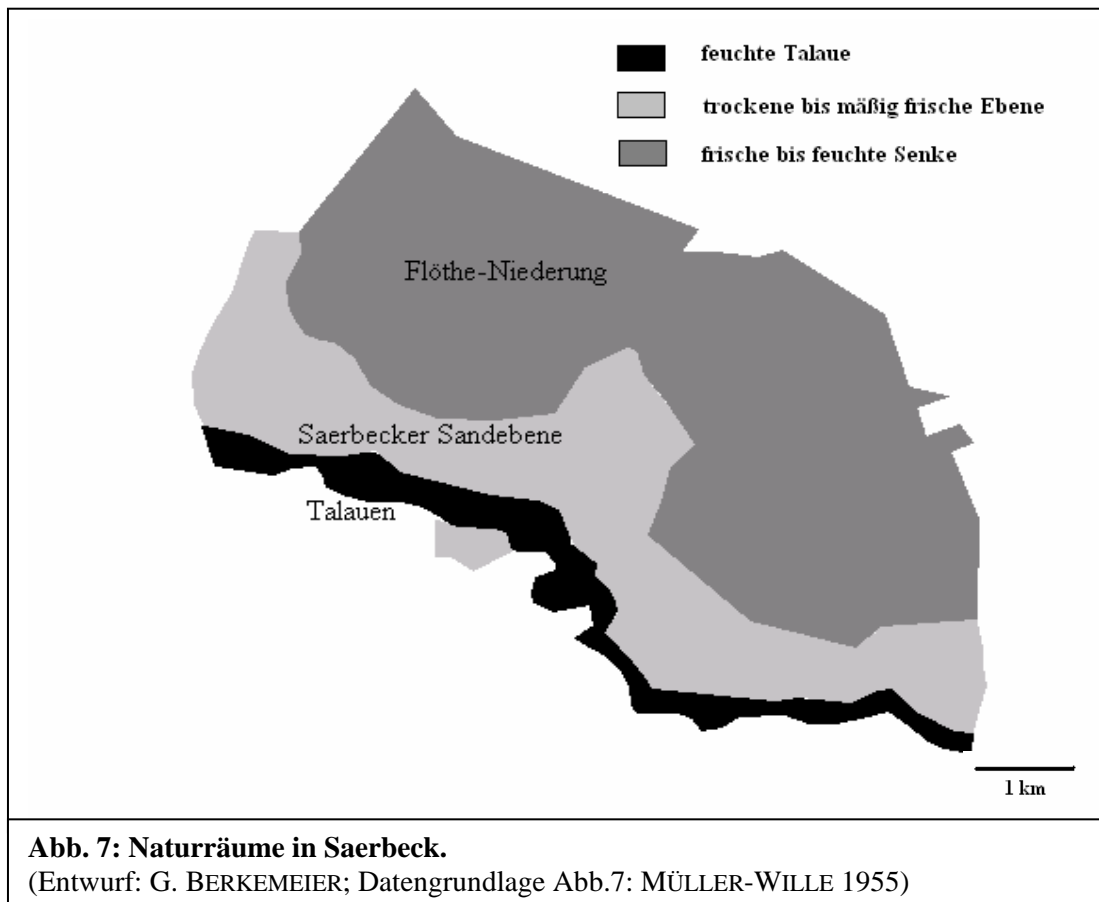 feuchte Talaue
trockene bis mäßig frische Ebene
frische bis feuchte Senke
Flöthe-Niederung
Saerbecker Sandebene
Talauen
1 km
Abb. 7: Naturräume in Saerbeck.
(Entwurf: G. BERKEMEIER; Datengrundlage Abb.7: MÜLLER-WILLE 1955)